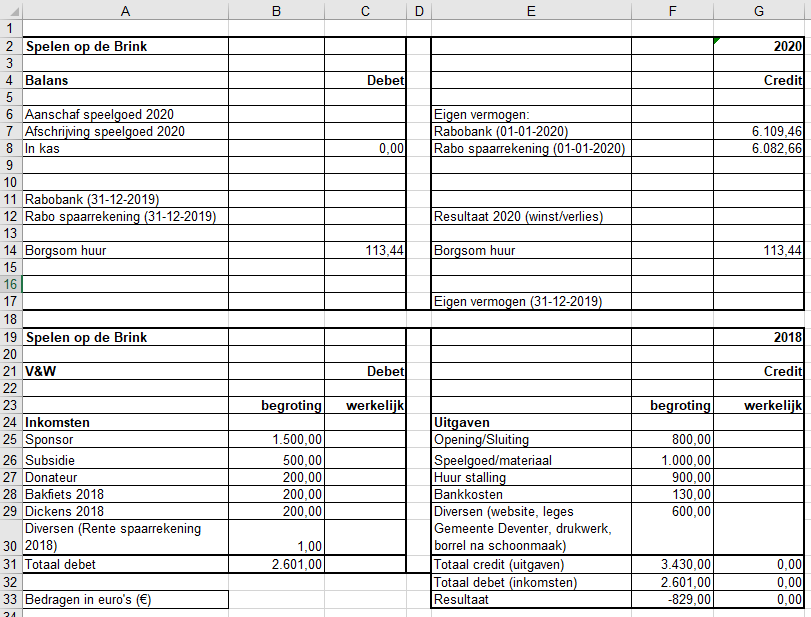 A B C D E F G
1
2 Spelen op de Brink 2020
3
4 Balans Debet Credit
5
6 Aanschaf speelgoed 2020 Eigen vermogen:
7 Afschrijving speelgoed 2020 Rabobank (01-01-2020) 6.109,46
8 In kas 0,00 Rabo spaarrekening (01-01-2020) 6.082,66
9
10
11 Rabobank (31-12-2019)
12 Rabo spaarrekening (31-12-2019) Resultaat 2020 (winst/verlies)
13
14 Borgsom huur 113,44 Borgsom huur 113,44
15
16
17 Eigen vermogen (31-12-2019)
18
19 Spelen op de Brink 2018
20
21 V&W Debet Credit
22
23 begroting werkelijk begroting werkelijk
24 Inkomsten Uitgaven
25 Sponsor 1.500,00 Opening/Sluiting 800,00
26 Subsidie 500,00 Speelgoed/materiaal 1.000,00
27 Donateur 200,00 Huur stalling 900,00
28 Bakfiets 2018 200,00 Bankkosten 130,00
29 Dickens 2018 200,00 Diversen (website, leges 600,00
Diversen (Rente spaarrekening Gemeente Deventer, drukwerk,
30 2018) 1,00 borrel na schoonmaak)
31 Totaal debet 2.601,00 Totaal credit (uitgaven) 3.430,00 0,00
32 Totaal debet (inkomsten) 2.601,00 0,00
33 Bedragen in euro's (€) Resultaat -829,00 0,00
34